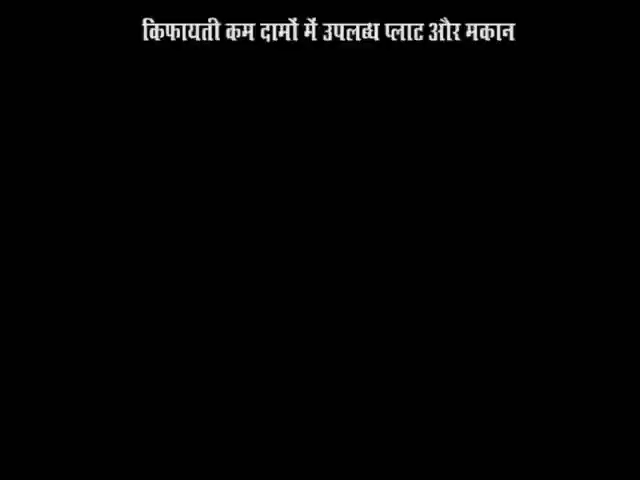 किफायती कम दामों में उपलब्ध प्लाट और मकान